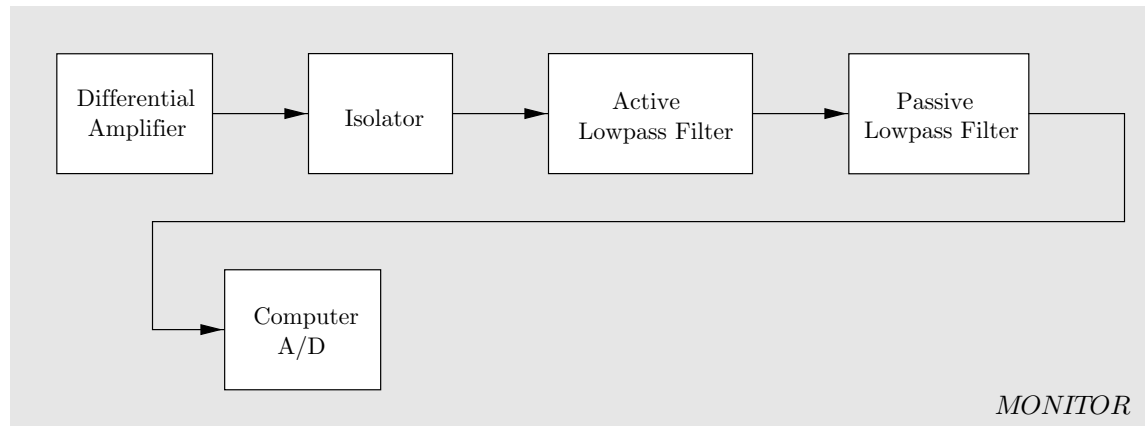 Differential
Amplifier
Isolator
Active
Lowpass Filter
Passive
Lowpass Filter
Computer
A/D
MONITOR